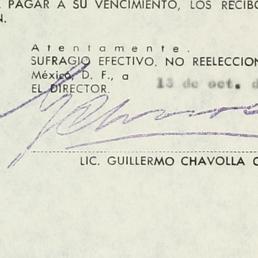 PAGAR A SU VENCIMIENTO, LOS RECIBO
N.
Atentamente.
SUFRAGIO EFECTIVO, NO REELECCION
México, D. F., a 13 de oct. d
EL DIRECTOR.
LIC. GUILLERMO CHAVOLLA C